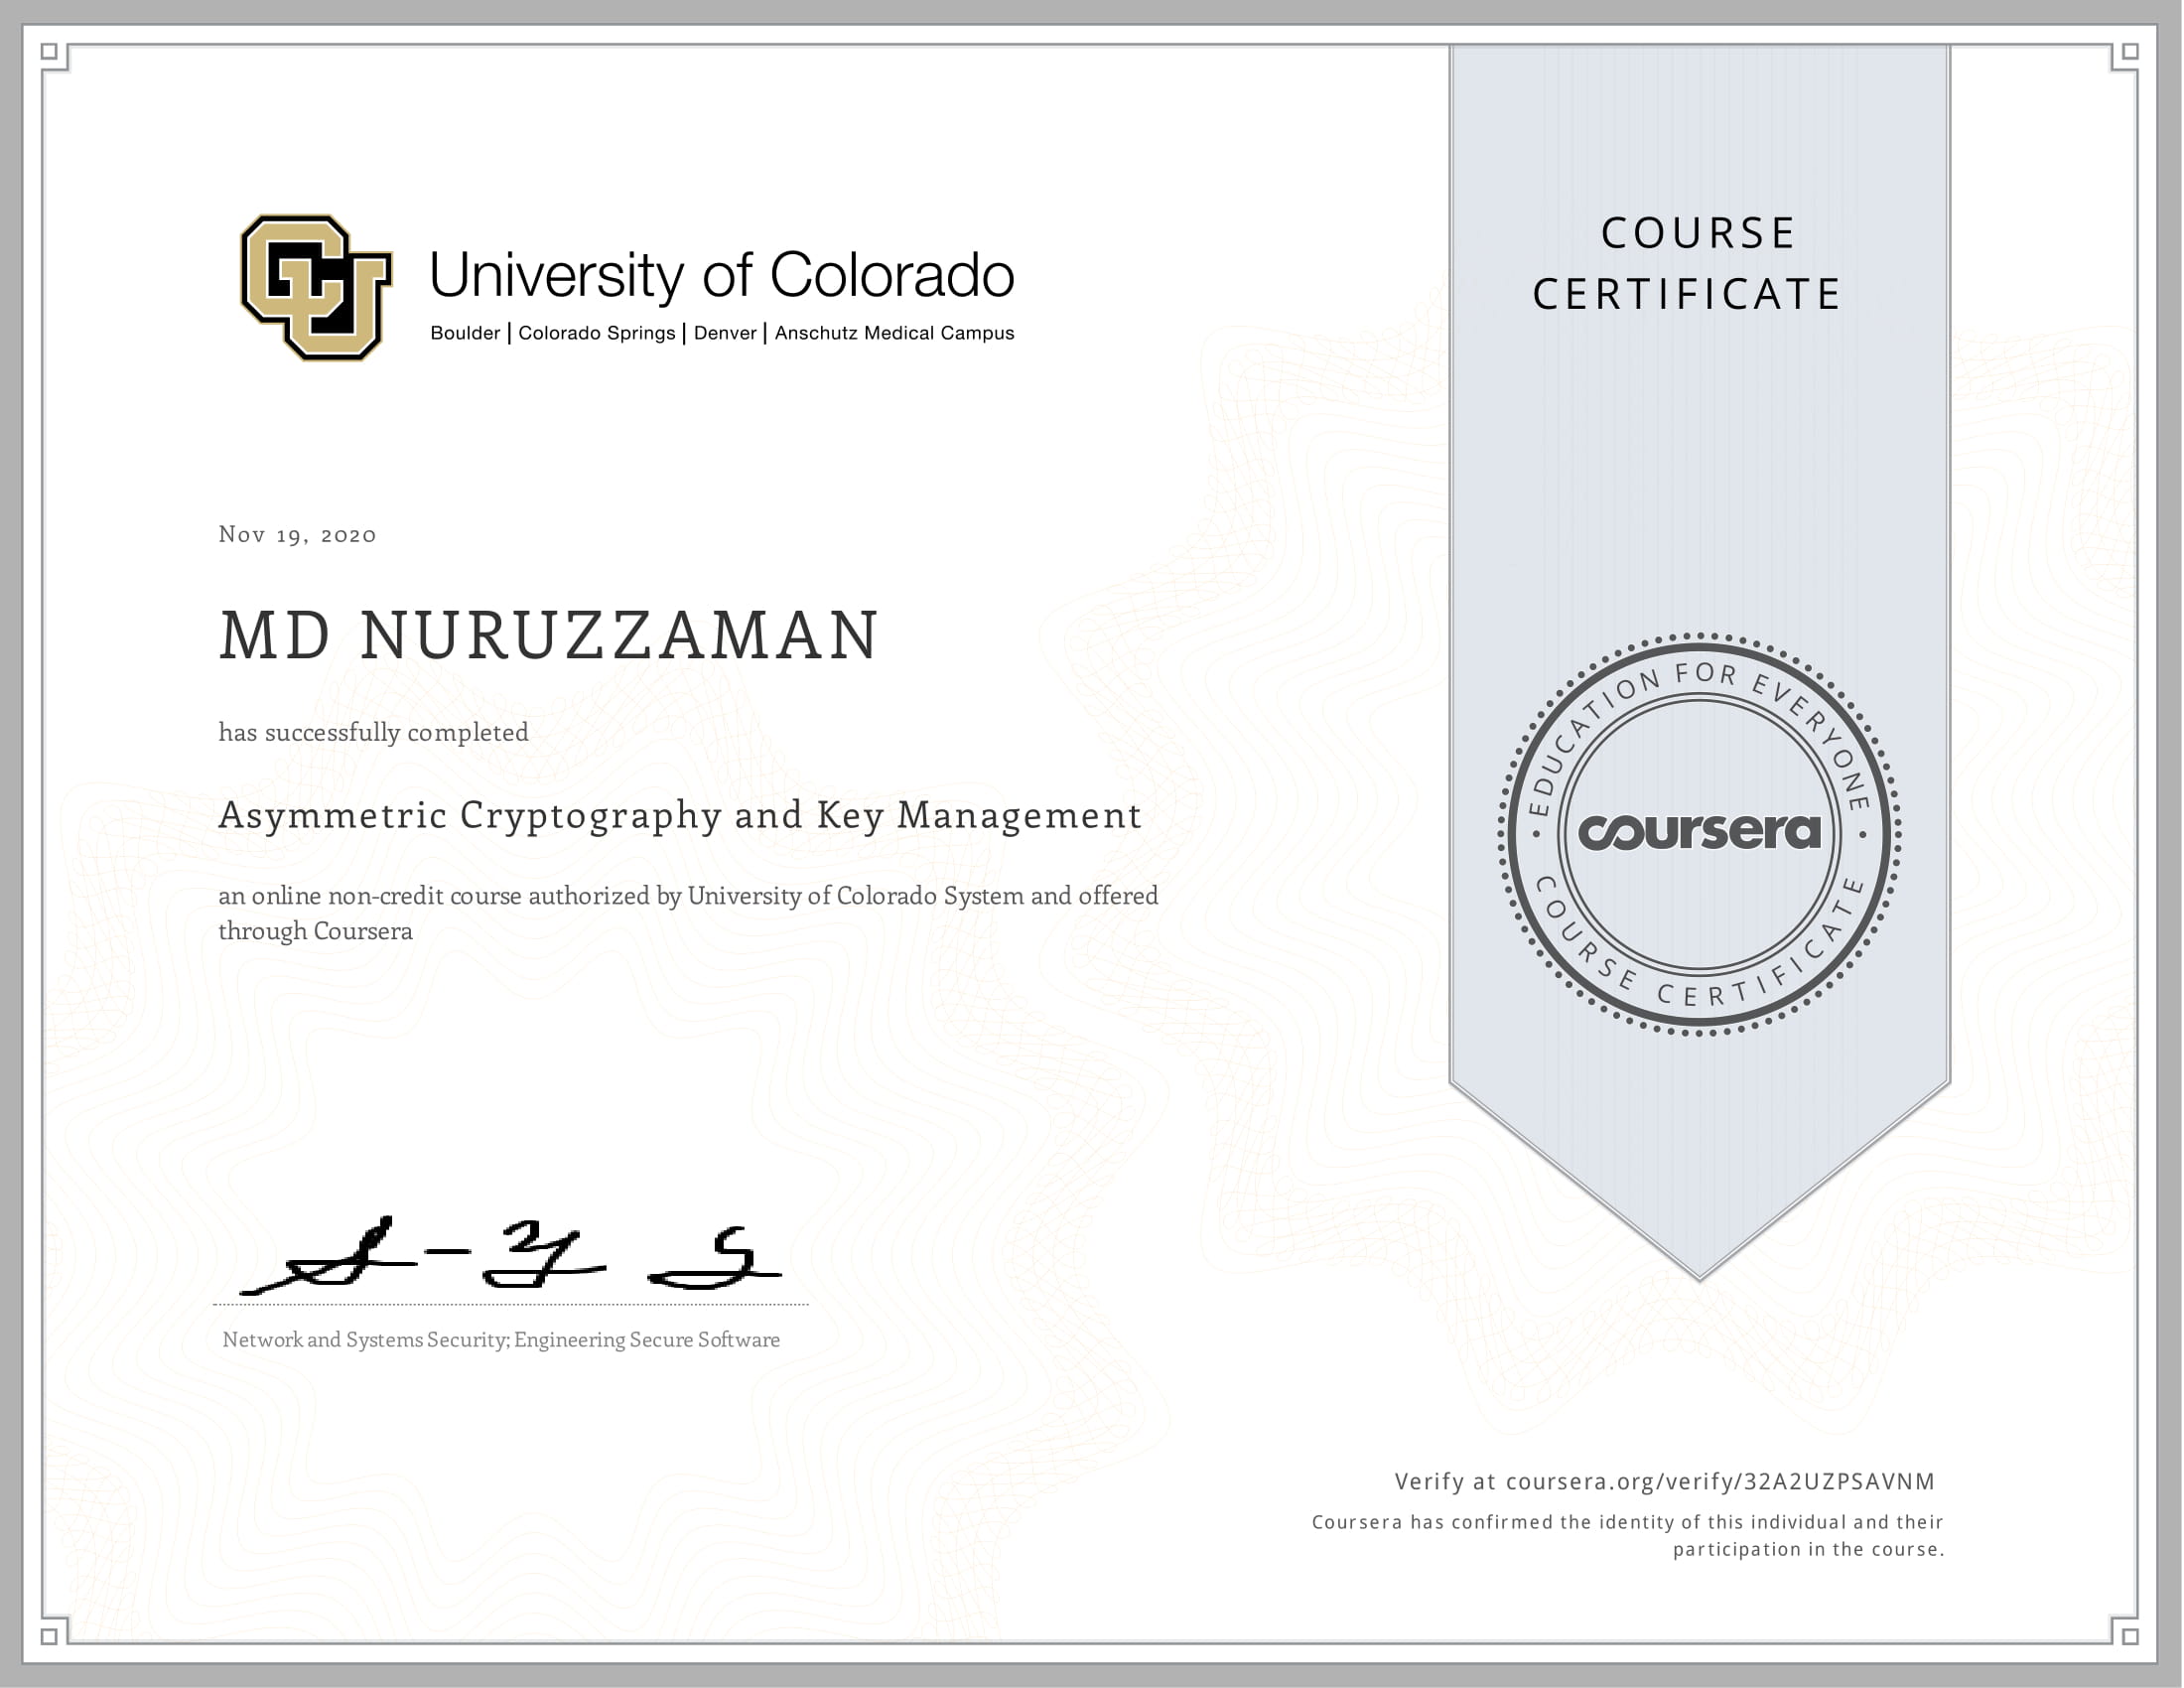 CU
University of Colorado
Boulder | Colorado Springs | Denver | Anschutz Medical Campus
COURSE
CERTIFICATE
Nov 19, 2020
MD NURUZZAMAN
has successfully completed
Asymmetric Cryptography and Key Management
an online non-credit course authorized by University of Colorado System and offered
through Coursera
EDUCATION FOR EVERYONE
coursera
COURSE CERTIFICATE
Network and Systems Security; Engineering Secure Software
Verify at coursera.org/verify/32A2UZPSAVNM
Coursera has confirmed the identity of this individual and their
participation in the course.